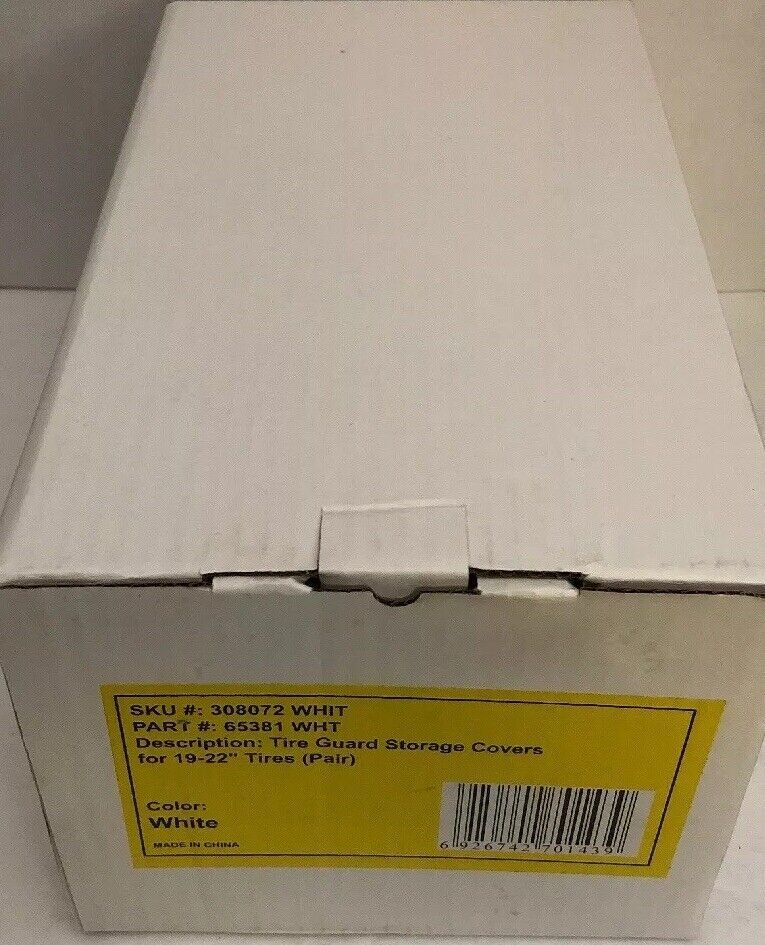 SKU #: 308072 WHIT
PART #: 65381 WHT
Description: Tire Guard Storage Covers
for 19-22" Tires (Pair)
Color:
White
MADE IN CHINA
6 926742 701439